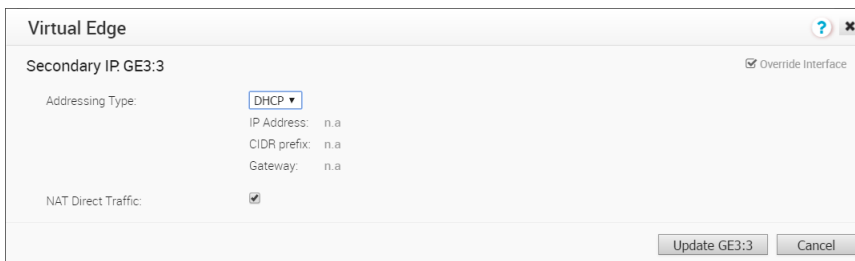 Virtual Edge
?
Secondary IP: GE3:3
Override Interface
Addressing Type: DHCP
IP Address: n.a
CIDR prefix: n.a
Gateway: n.a
NAT Direct Traffic:
Update GE3:3 Cancel